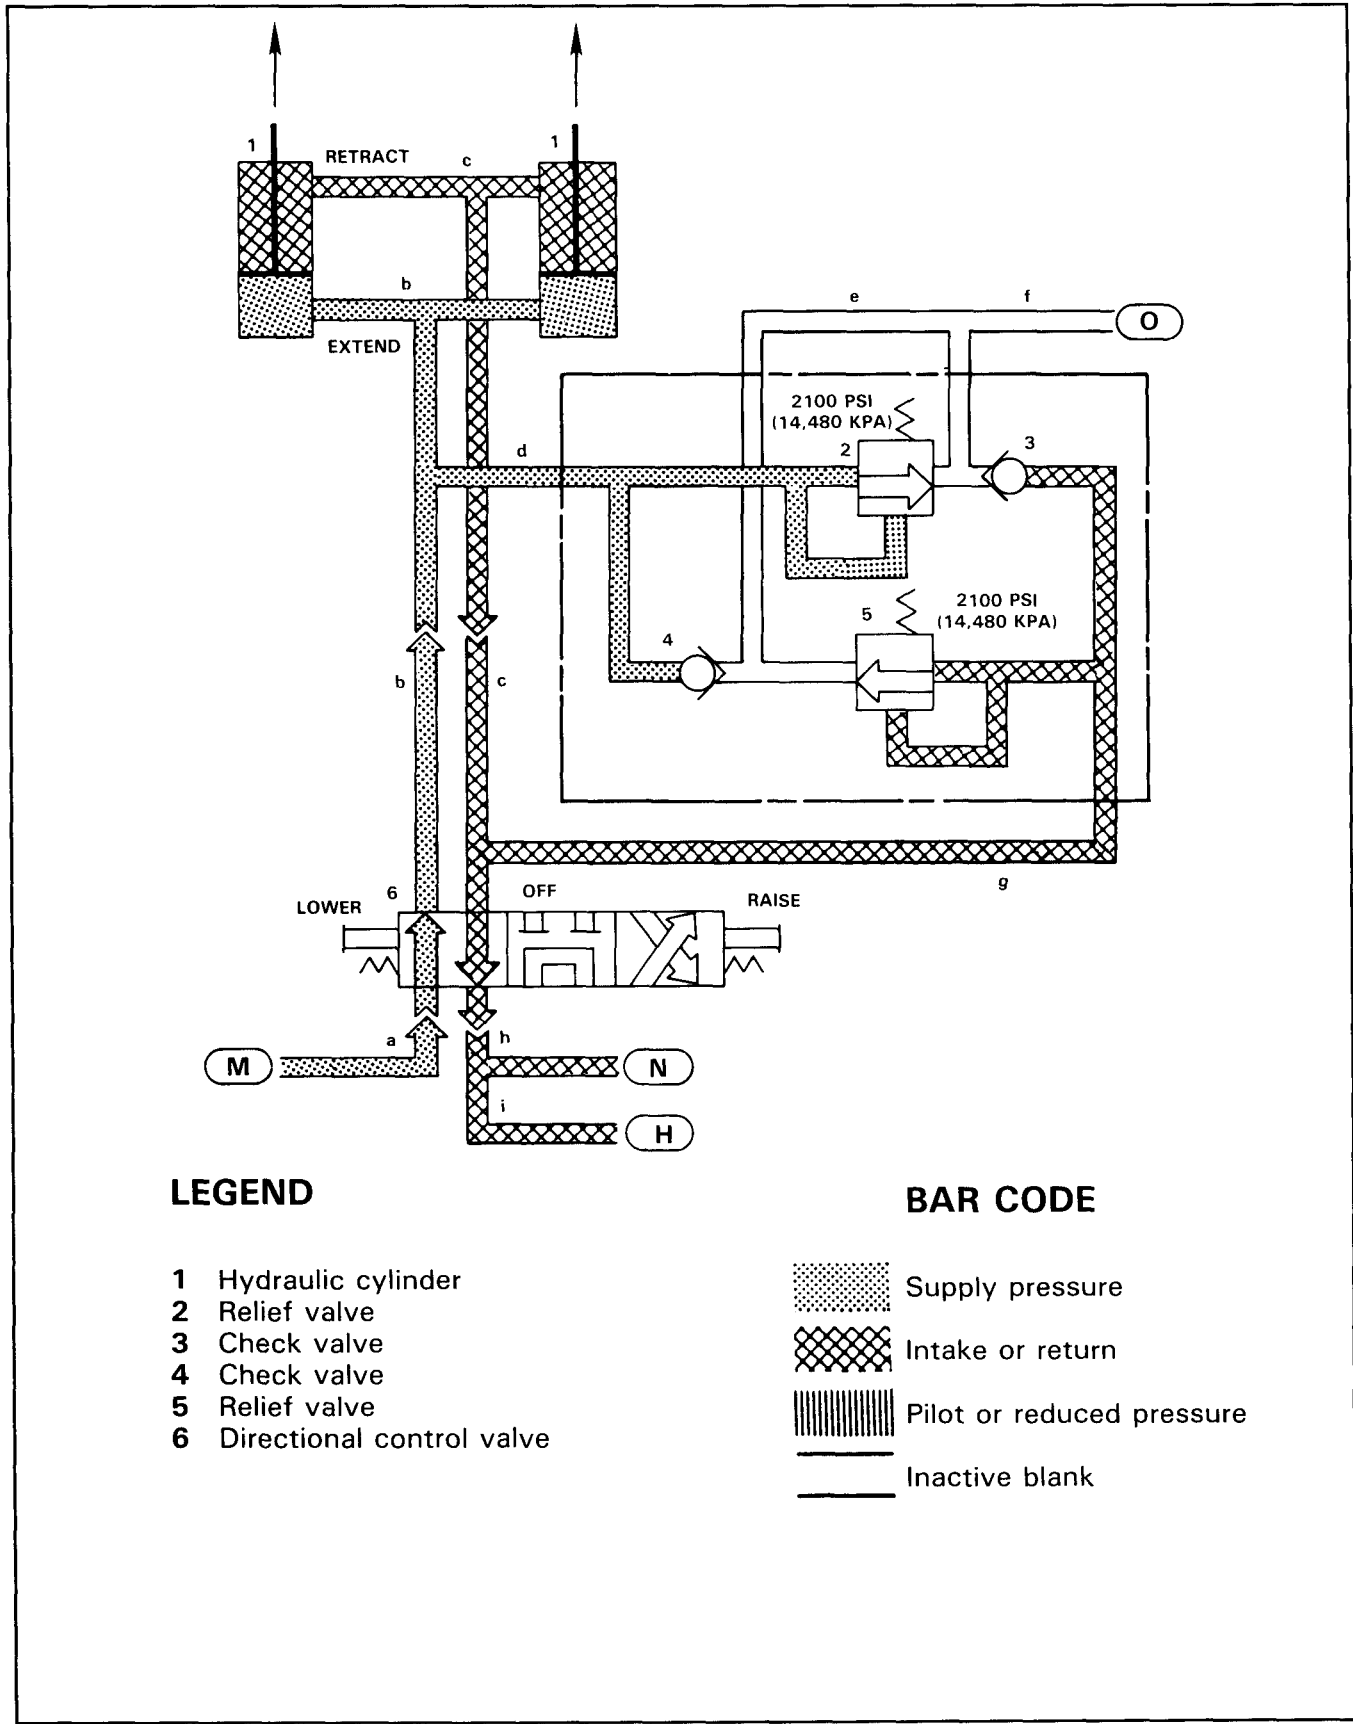 1
RETRACT
c
1
b
EXTEND
e
f
O
2100 PSI
(14,480 KPA)
2
3
d
5
2100 PSI
(14,480 KPA)
4
b
c
g
6
OFF
LOWER
RAISE
a
h
M
N
i
H
LEGEND
1 Hydraulic cylinder
2 Relief valve
3 Check valve
4 Check valve
5 Relief valve
6 Directional control valve
BAR CODE
Supply pressure
Intake or return
Pilot or reduced pressure
Inactive blank